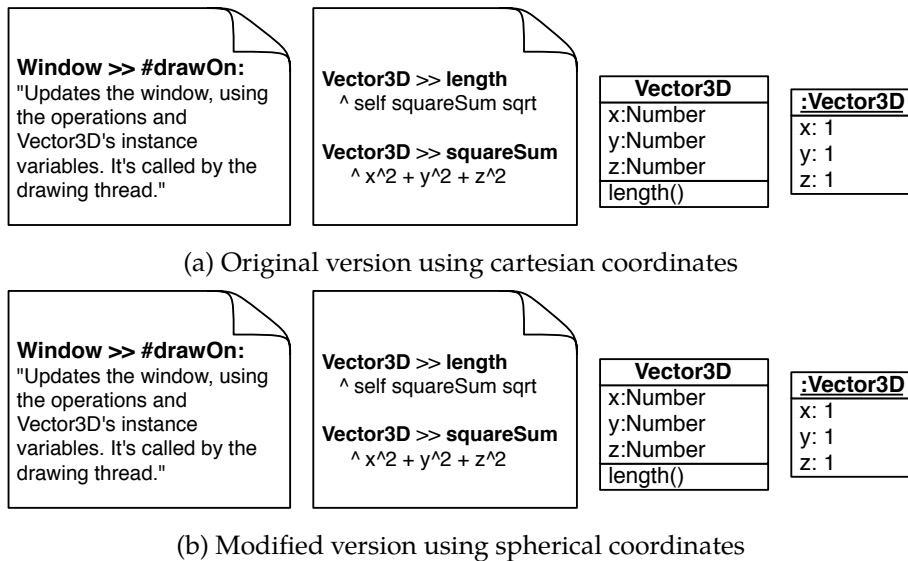 Window >> #drawOn:
"Updates the window, using
the operations and
Vector3D's instance
variables. It's called by the
drawing thread."
Vector3D >> length
^ self squareSum sqrt
Vector3D >> squareSum
^ x^2 + y^2 + z^2
Vector3D
x:Number
y:Number
z:Number
length()
:Vector3D
x: 1
y: 1
z: 1
(a) Original version using cartesian coordinates
Window >> #drawOn:
"Updates the window, using
the operations and
Vector3D's instance
variables. It's called by the
drawing thread."
Vector3D >> length
^ self squareSum sqrt
Vector3D >> squareSum
^ x^2 + y^2 + z^2
Vector3D
x:Number
y:Number
z:Number
length()
:Vector3D
x: 1
y: 1
z: 1
(b) Modified version using spherical coordinates